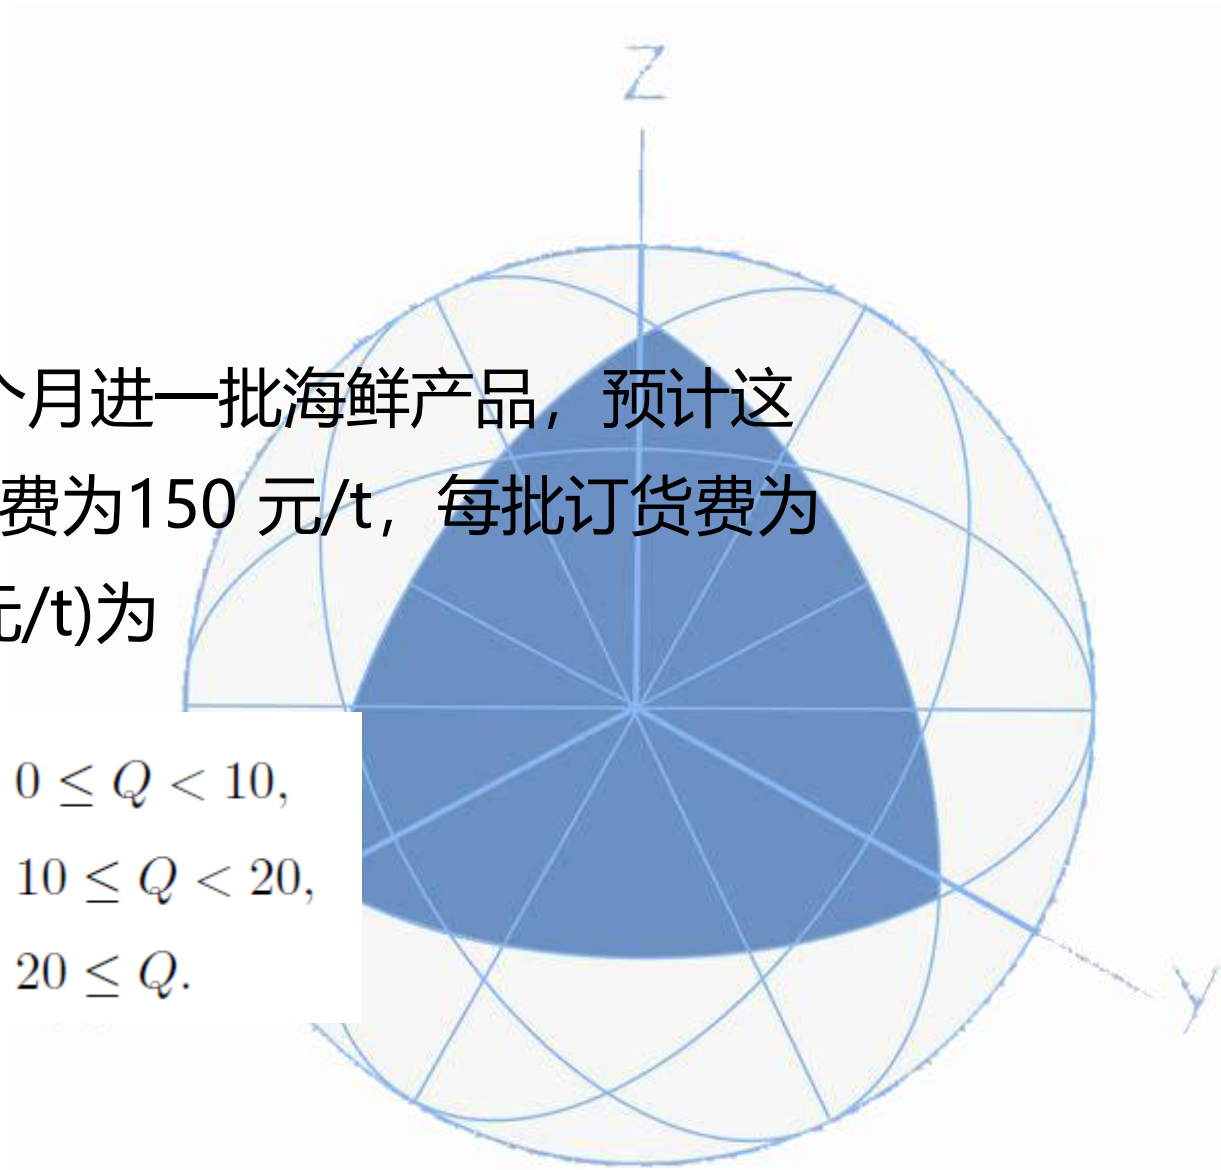 Z
个月进一批海鲜产品，预计这
费为150 元/t，每批订货费为
元/t)为
0 ≤ Q < 10,
10 ≤ Q < 20,
20 ≤ Q.
y